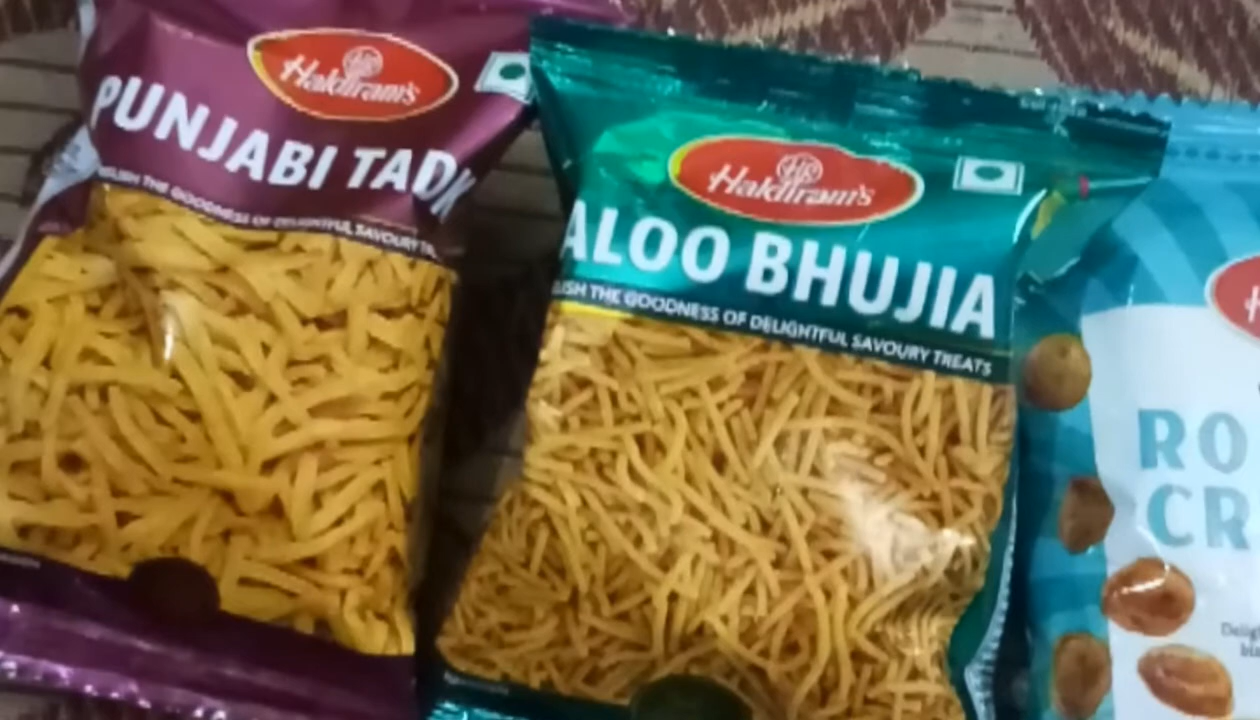 Haldiram's
PUNJABI TADK
THE GOODNESS OF DELIGHTFUL SAVOURY
Haldiram's
ALOO BHUJIA
ISH THE GOODNESS OF DELIGHTFUL SAVOURY TREATS
H
RO
CR